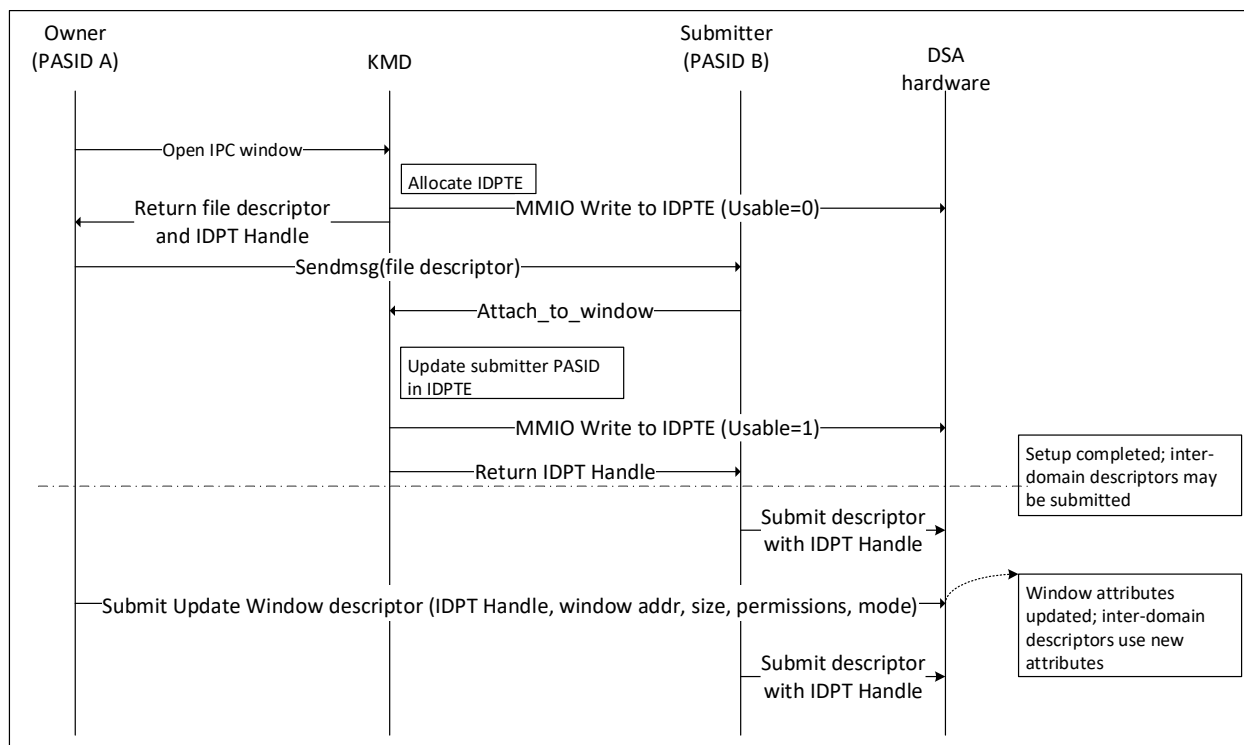 Owner
(PASID A)
KMD
Submitter
(PASID B)
DSA
hardware
Open IPC window
Allocate IDPTE
Return file descriptor
and IDPT Handle
MMIO Write to IDPTE (Usable=0)
Sendmsg(file descriptor)
Attach_to_window
Update submitter PASID
in IDPTE
MMIO Write to IDPTE (Usable=1)
Return IDPT Handle
Setup completed; inter-
domain descriptors may
be submitted
Submit descriptor
with IDPT Handle
Submit Update Window descriptor (IDPT Handle, window addr, size, permissions, mode)
Window attributes
updated; inter-domain
descriptors use new
attributes
Submit descriptor
with IDPT Handle